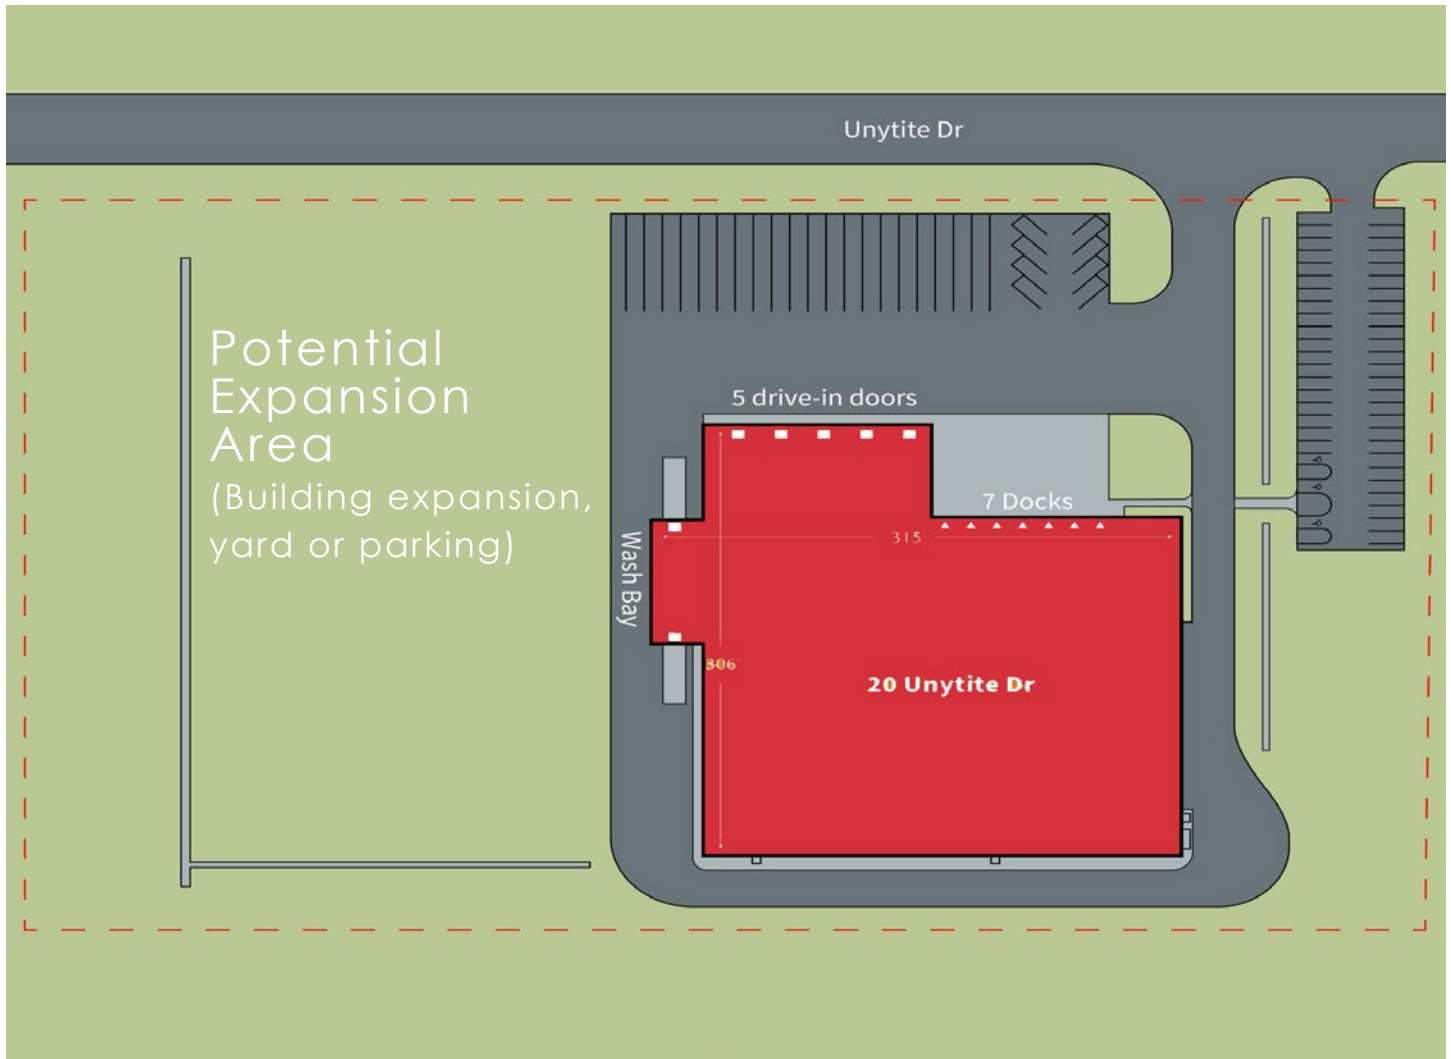 Unytite Dr
Potential
Expansion
Area
(Building expansion,
yard or parking)
5 drive-in doors
7 Docks
315
Wash Bay
306
20 Unytite Dr